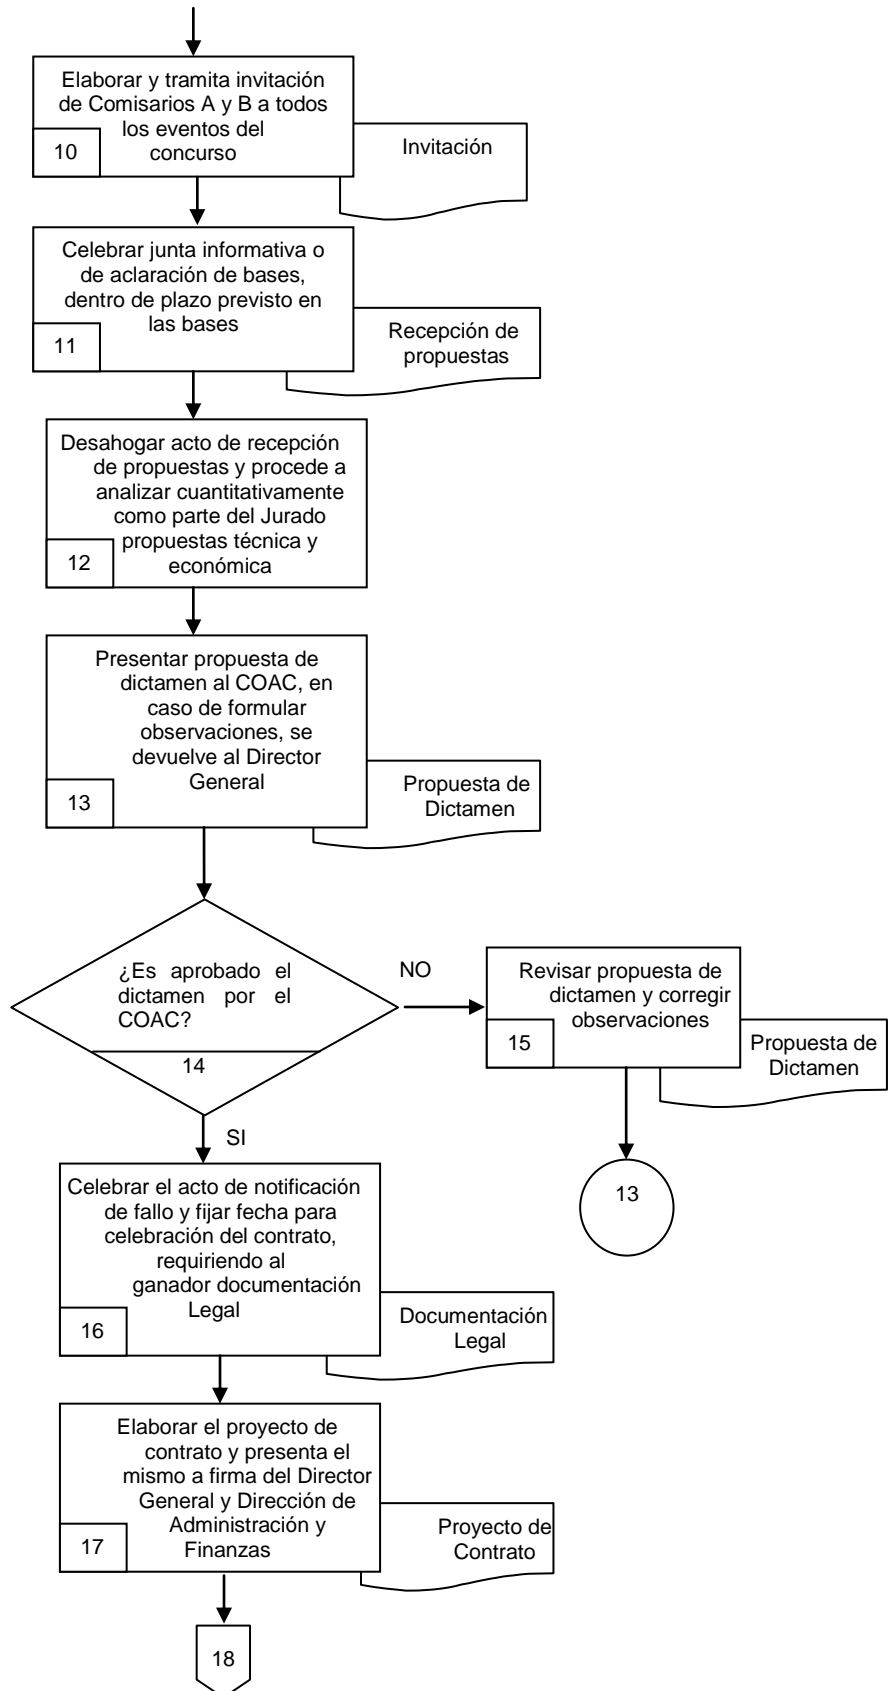 Elaborar y tramita invitación
de Comisarios A y B a todos
los eventos del
concurso
10
Invitación
Celebrar junta informativa o
de aclaración de bases,
dentro de plazo previsto en
las bases
11
Recepción de
propuestas
Desahogar acto de recepción
de propuestas y procede a
analizar cuantitativamente
como parte del Jurado
propuestas técnica y
económica
12
Presentar propuesta de
dictamen al COAC, en
caso de formular
observaciones, se
devuelve al Director
General
13
Propuesta de
Dictamen
¿Es aprobado el
dictamen por el
COAC?
14
NO
Revisar propuesta de
dictamen y corregir
observaciones
15
Propuesta de
Dictamen
13
SI
Celebrar el acto de notificación
de fallo y fijar fecha para
celebración del contrato,
requiriendo al
ganador documentación
Legal
16
Documentación
Legal
Elaborar el proyecto de
contrato y presenta el
mismo a firma del Director
General y Dirección de
Administración y
Finanzas
17
Proyecto de
Contrato
18